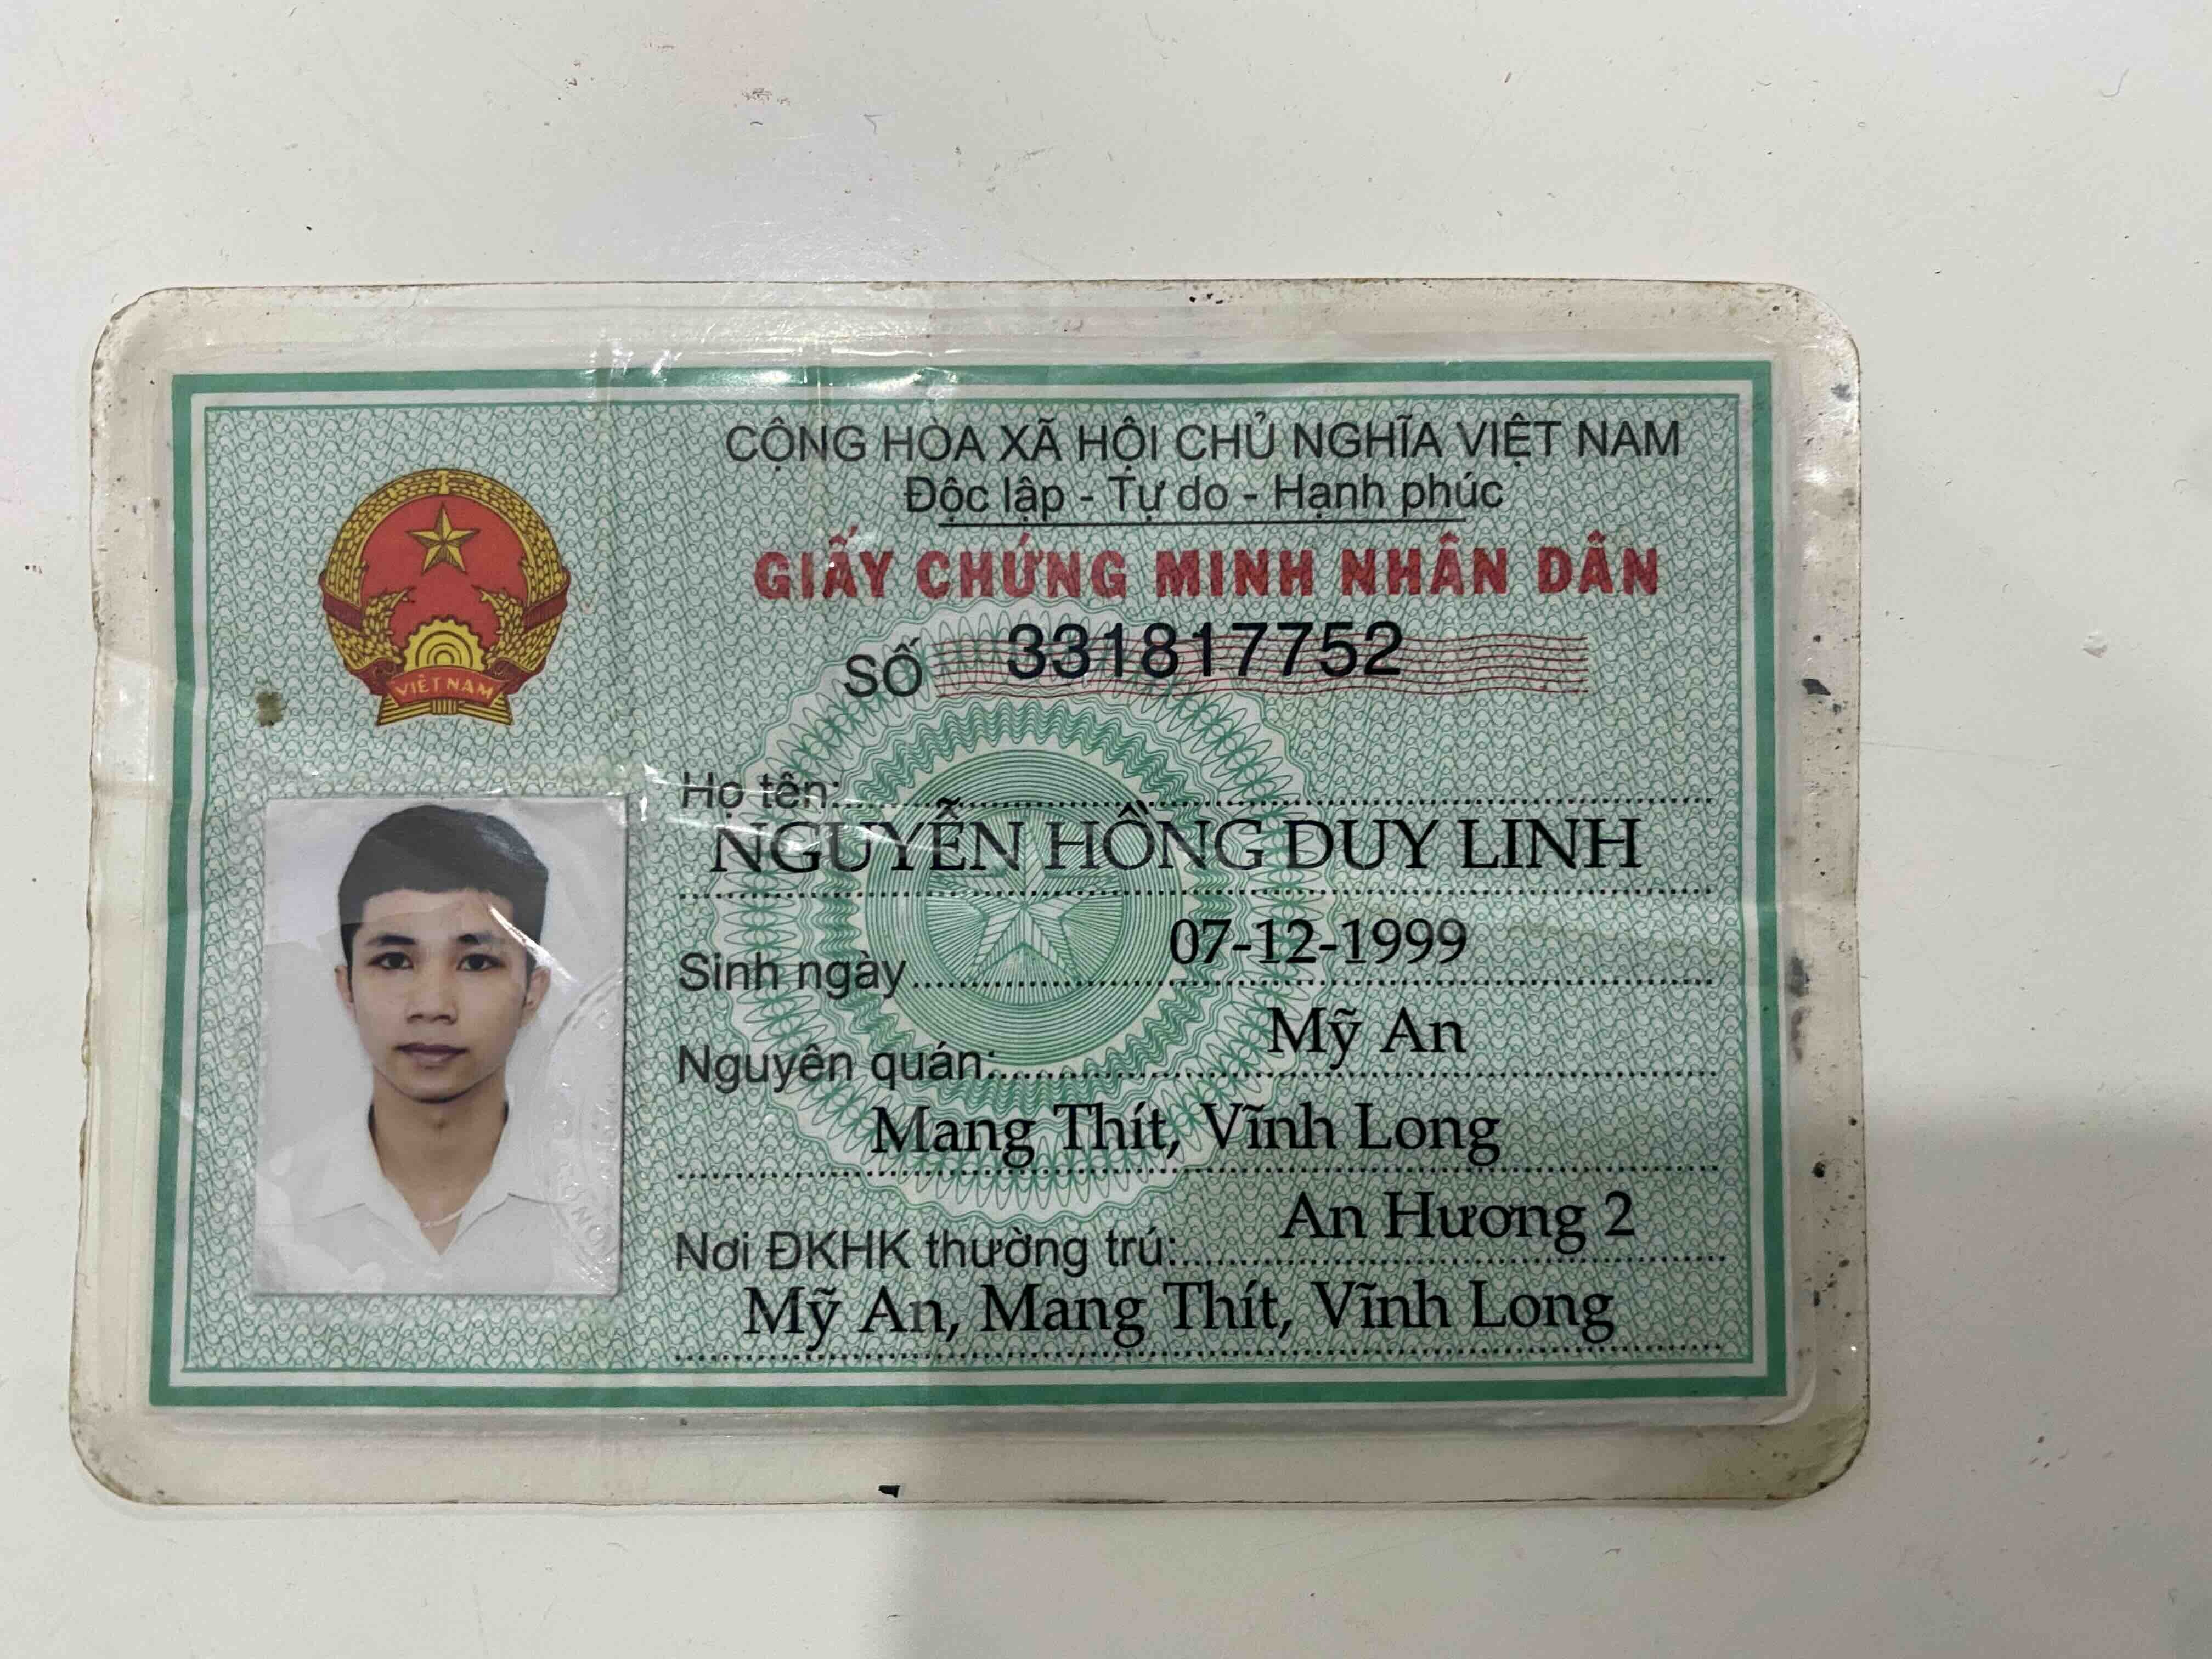 CỘNG HÒA XÃ HỘI CHỦ NGHĨA VIỆT NAM
Độc lập - Tự do - Hạnh phúc
GIẤY CHỨNG MINH NHÂN DÂN
SỐ 331817752
VIỆT NAM
Họ tên:
NGUYỄN HỒNG DUY LINH
Sinh ngày 07-12-1999
Nguyên quán: Mỹ An
Mang Thít, Vĩnh Long
Nơi ĐKHK thường trú: An Hương 2
Mỹ An, Mang Thít, Vĩnh Long